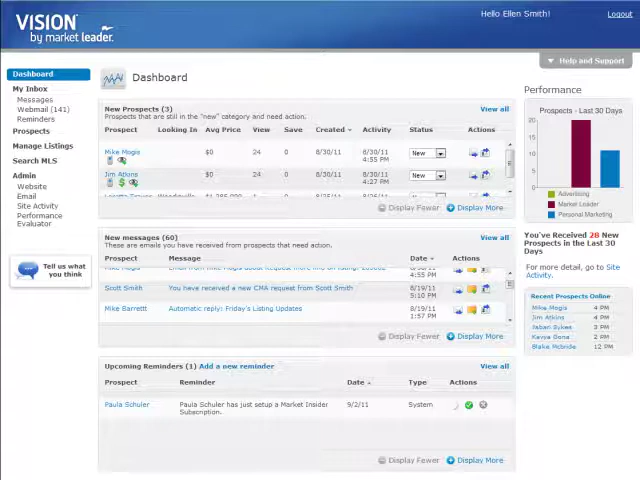 VISION
by market leader.
Hello Ellen Smith!
Logout
Help and Support
Dashboard
My Inbox
Messages
Webmail (141)
Reminders
Prospects
Manage Listings
Search MLS
Admin
Website
Email
Site Activity
Performance
Evaluator
Tell us what
you think
Dashboard
New Prospects (3)
View all
Prospects that are still in the "new" category and need action.
Prospect Looking In Avg Price View Save Created Activity Status Actions
Mike Mogis $0 24 0 8/30/11 8/30/11 New
4:55 PM
Jim Atkins $0 24 0 8/30/11 8/30/11 New
4:27 PM
Display Fewer Display More
New messages (60)
View all
These are emails you have received from prospects that need action.
Prospect Message Date Actions
4:55 PM
Scott Smith You have received a new CMA request from Scott Smith 8/19/11
5:10 PM
Mike Barrett Automatic reply: Friday's Listing Updates 8/19/11
1:57 PM
Display Fewer Display More
Upcoming Reminders (1) Add a new reminder
View all
Prospect Reminder Date Type Actions
Paula Schuler Paula Schuler has just setup a Market Insider 9/2/11 System
Subscription.
Display Fewer Display More
Performance
Prospects - Last 30 Days
20
15
10
5
0
Advertising
Market Leader
Personal Marketing
You've Received 28 New
Prospects in the Last 30
Days
For more detail, go to Site
Activity.
Recent Prospects Online
Mike Mogis 4 PM
Jim Atkins 4 PM
Jabari Sykes 3 PM
Kavya Gona 2 PM
Blake Mcbride 12 PM